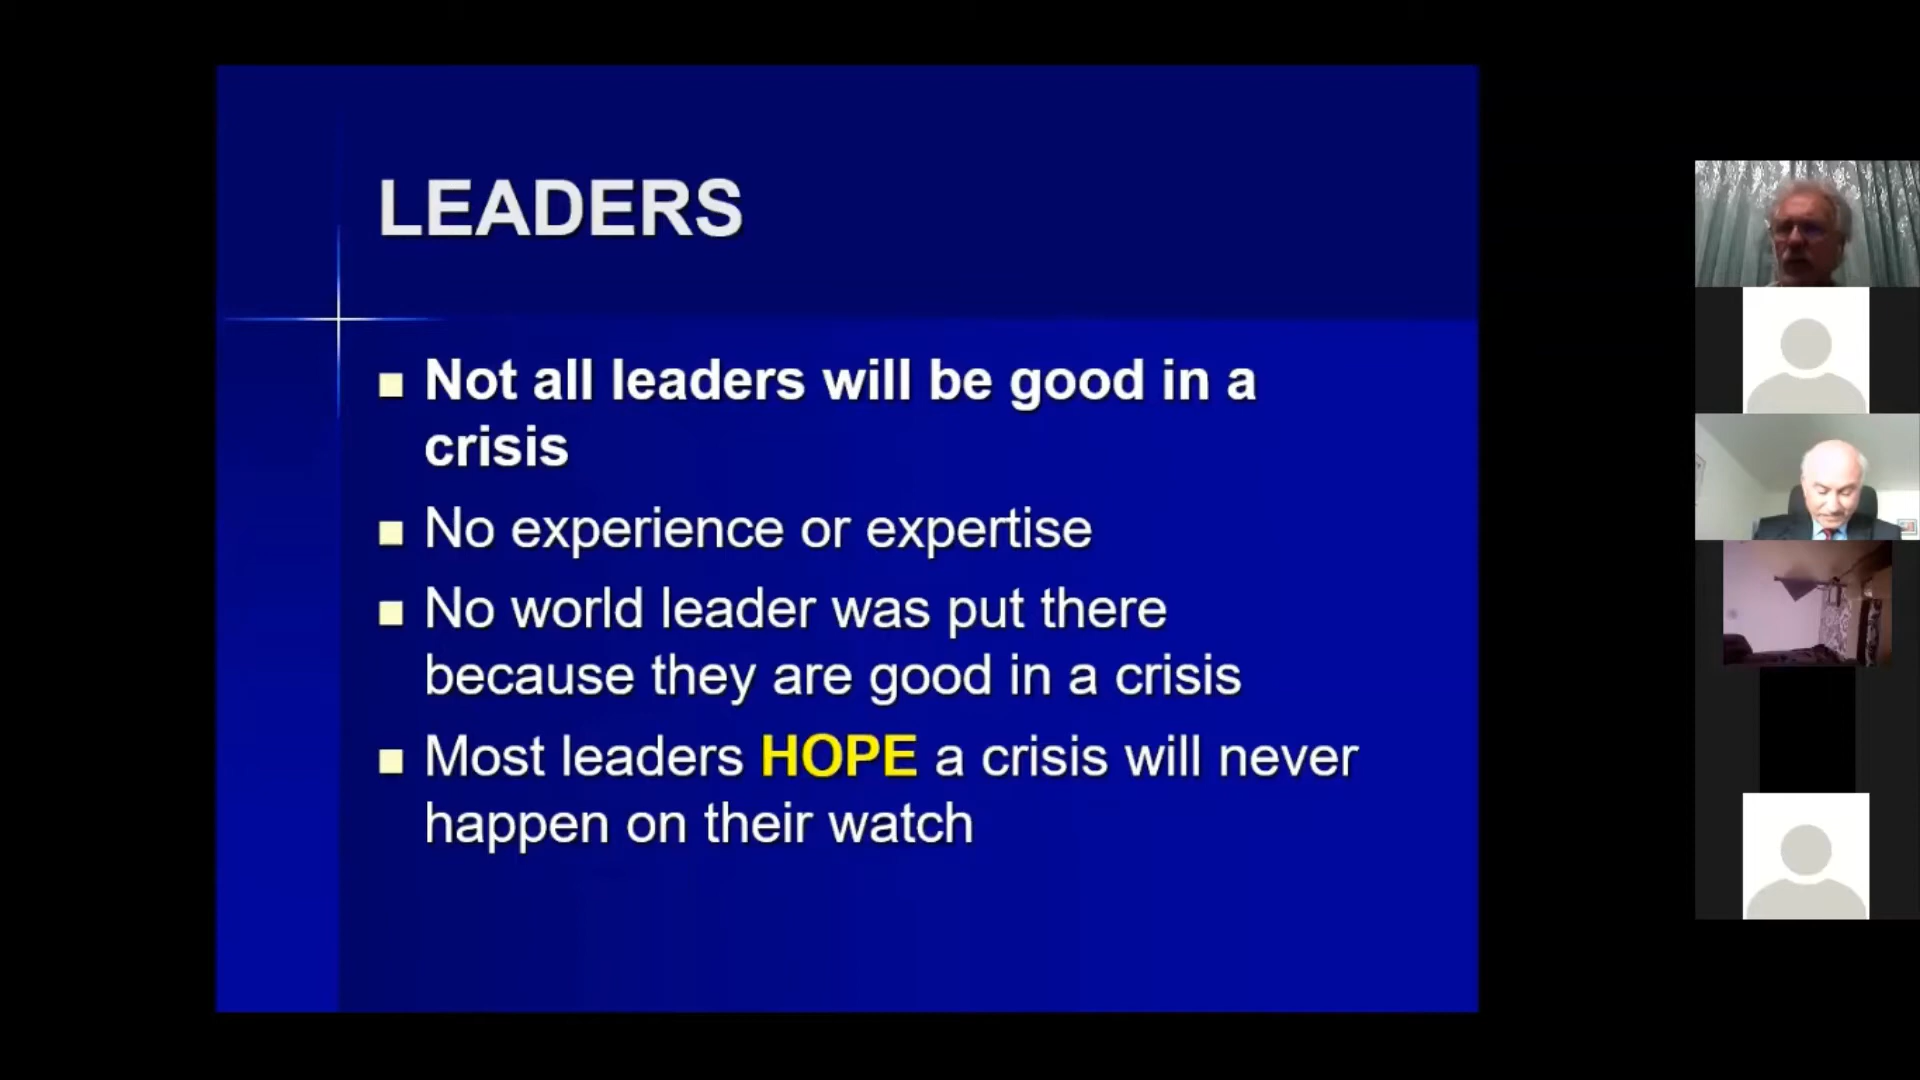 LEADERS
Not all leaders will be good in a
crisis
No experience or expertise
No world leader was put there
because they are good in a crisis
Most leaders HOPE a crisis will never
happen on their watch